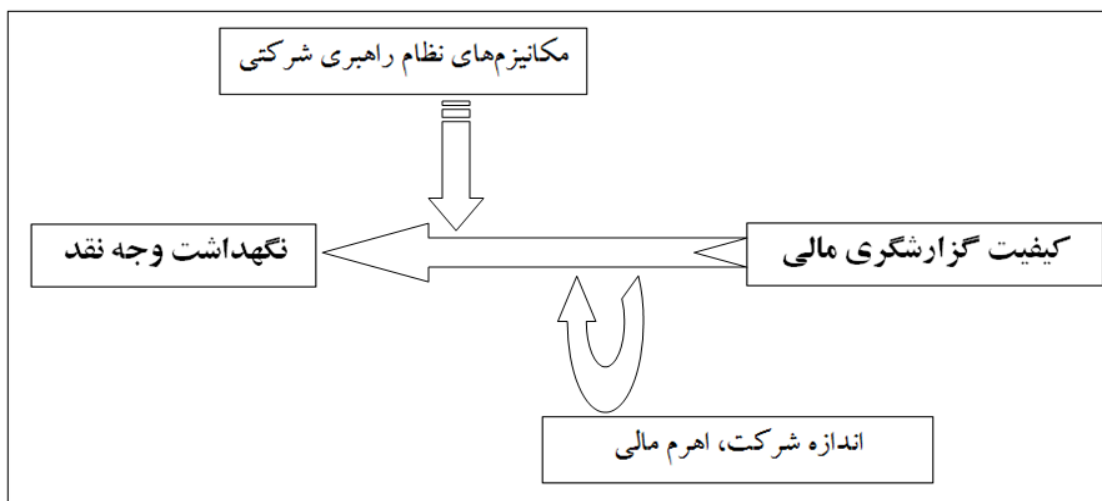 مکانیزم‌های نظام راهبری شرکتی
کیفیت گزارشگری مالی
نگهداشت وجه نقد
اندازه شرکت، اهرم مالی